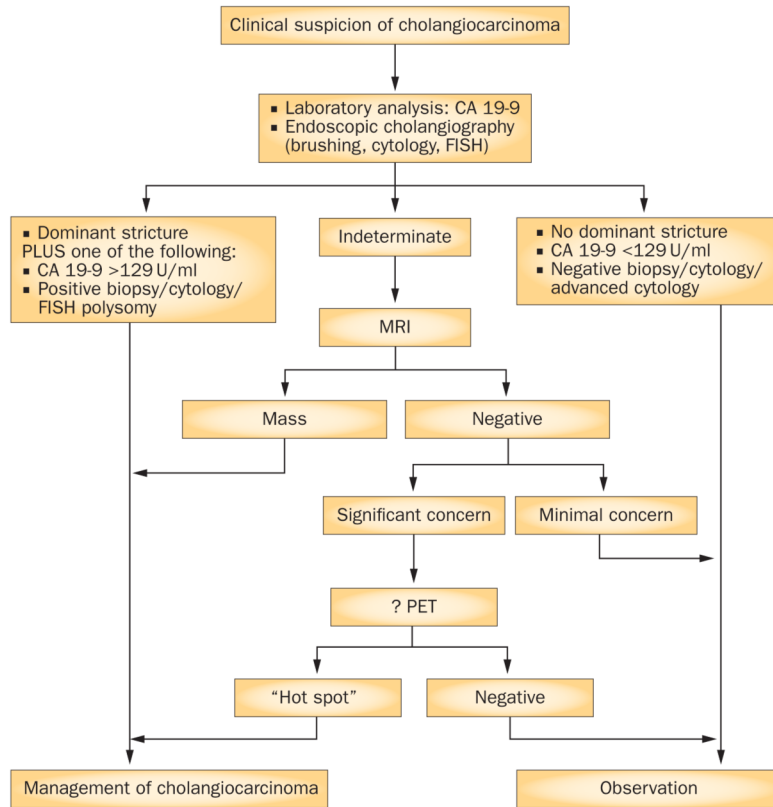 Clinical suspicion of cholangiocarcinoma
▪ Laboratory analysis: CA 19-9
▪ Endoscopic cholangiography
(brushing, cytology, FISH)
▪ Dominant stricture
PLUS one of the following:
▪ CA 19-9 >129 U/ml
▪ Positive biopsy/cytology/
FISH polysomy
Indeterminate
▪ No dominant stricture
▪ CA 19-9 <129 U/ml
▪ Negative biopsy/cytology/
advanced cytology
MRI
Mass
Negative
Significant concern
Minimal concern
? PET
“Hot spot”
Negative
Management of cholangiocarcinoma
Observation